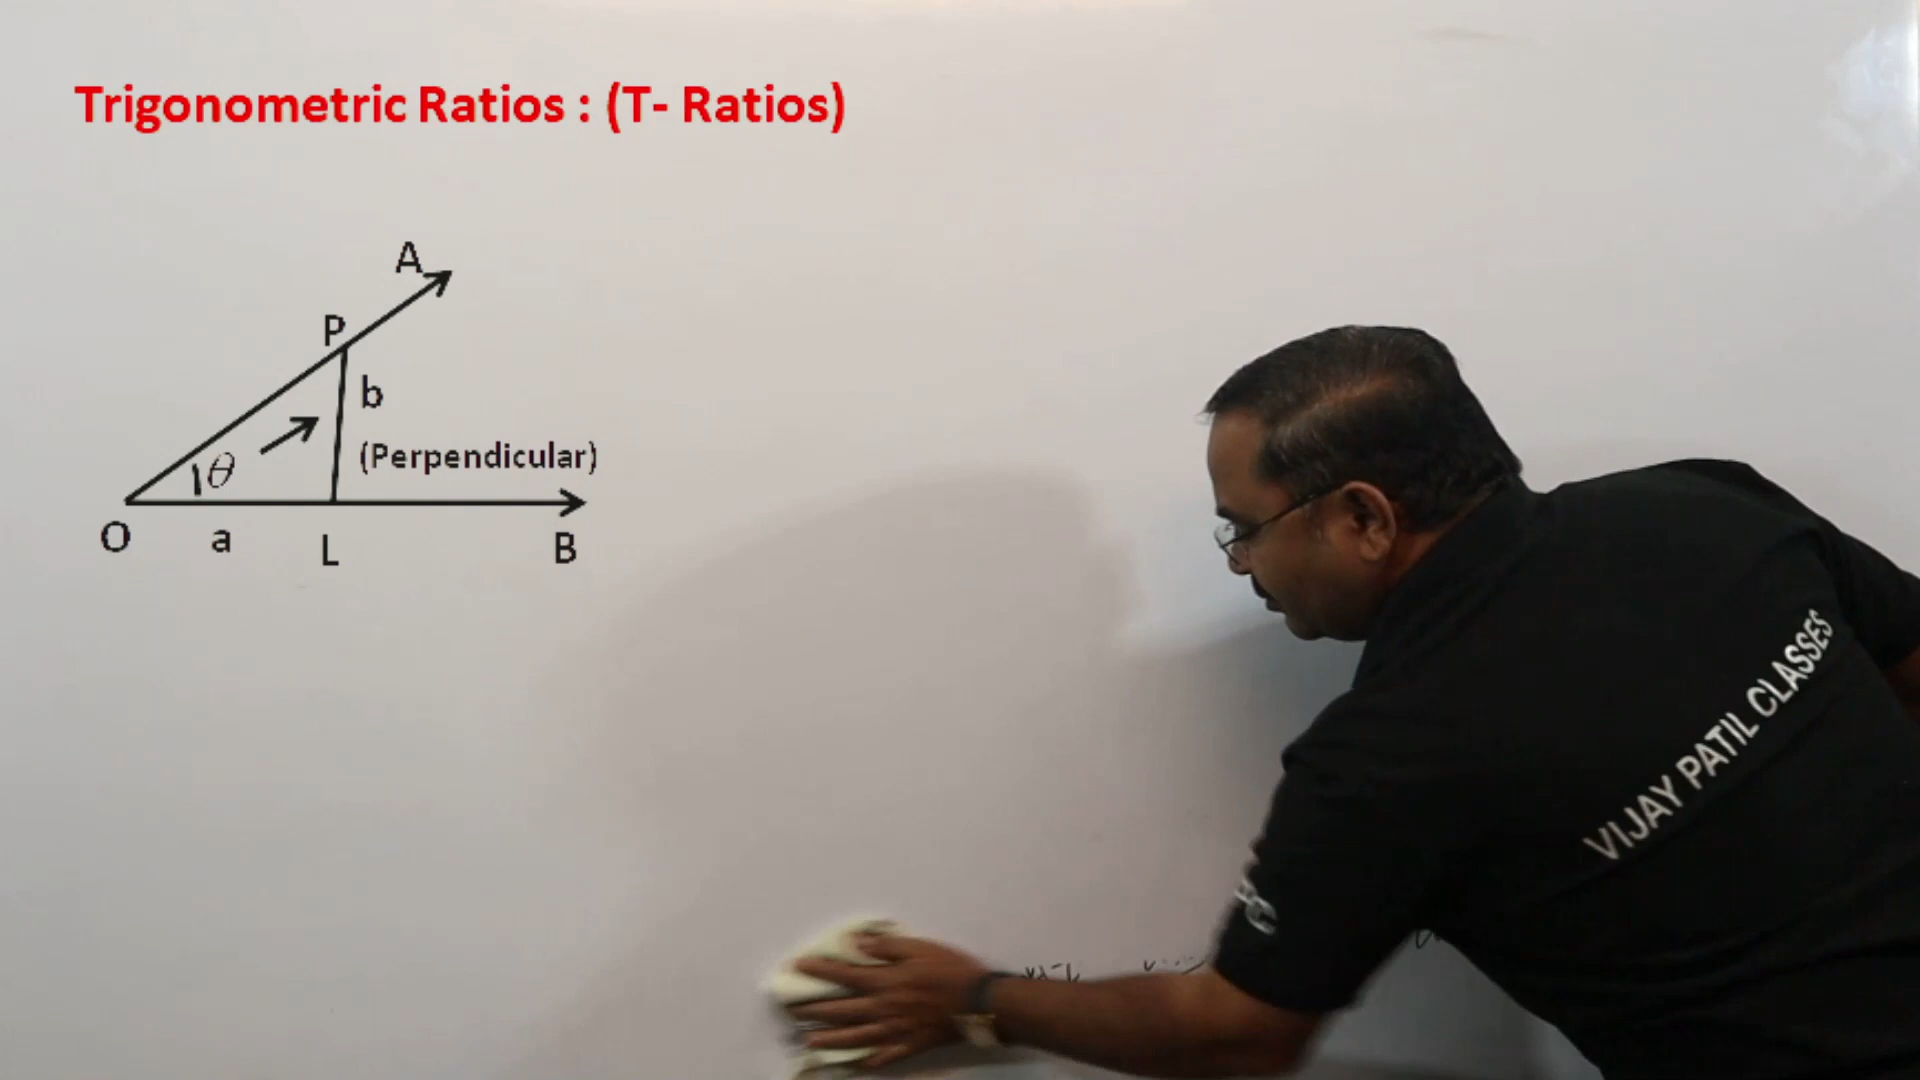 Trigonometric Ratios : (T- Ratios)
A
P
b
(Perpendicular)
θ
O
a
L
B
VIJAY PATIL CLASSES